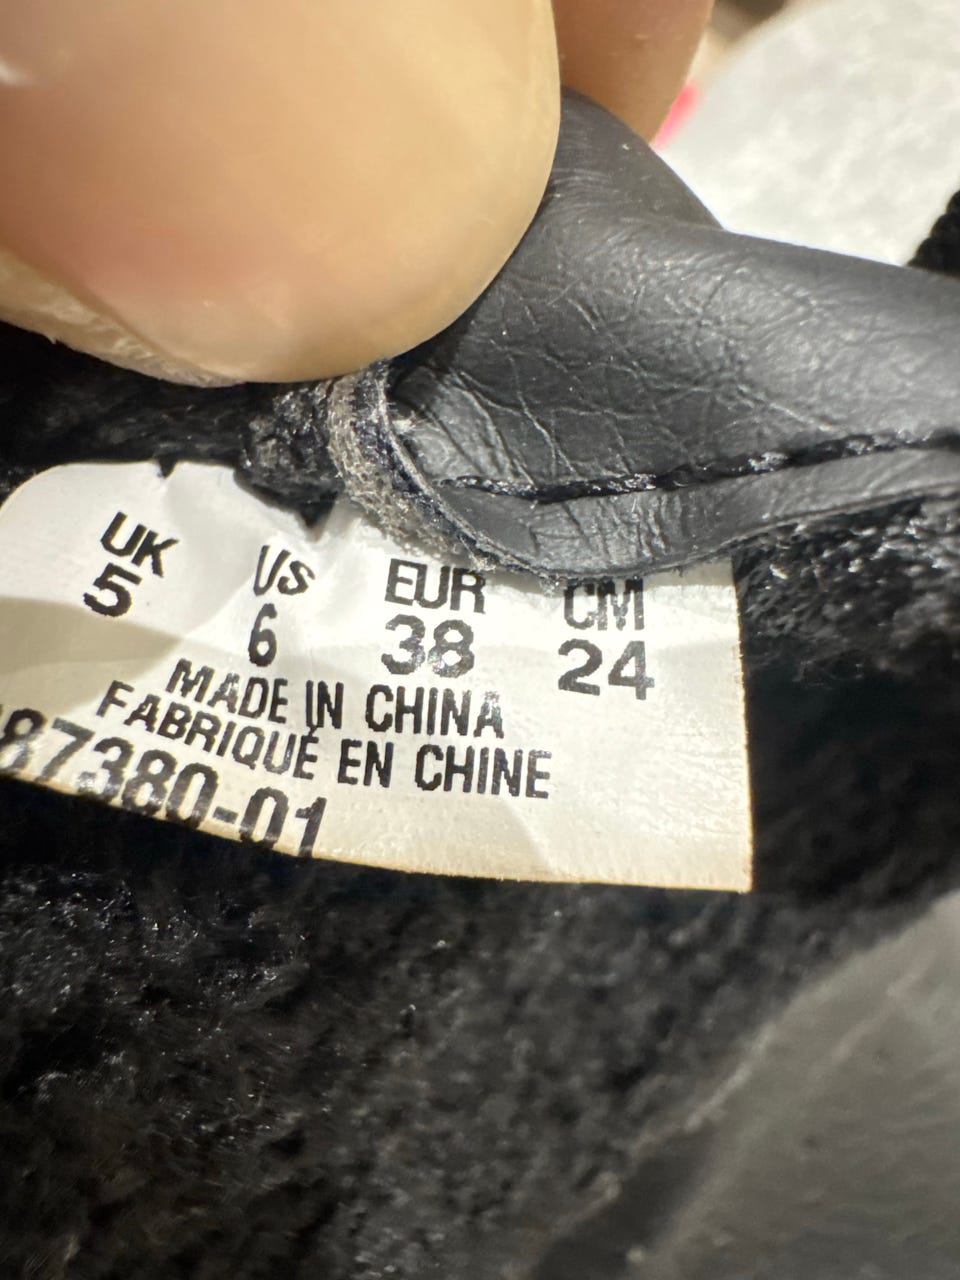 UK US EUR CM
5 6 38 24
MADE IN CHINA
FABRIQUÉ EN CHINE
87380-01